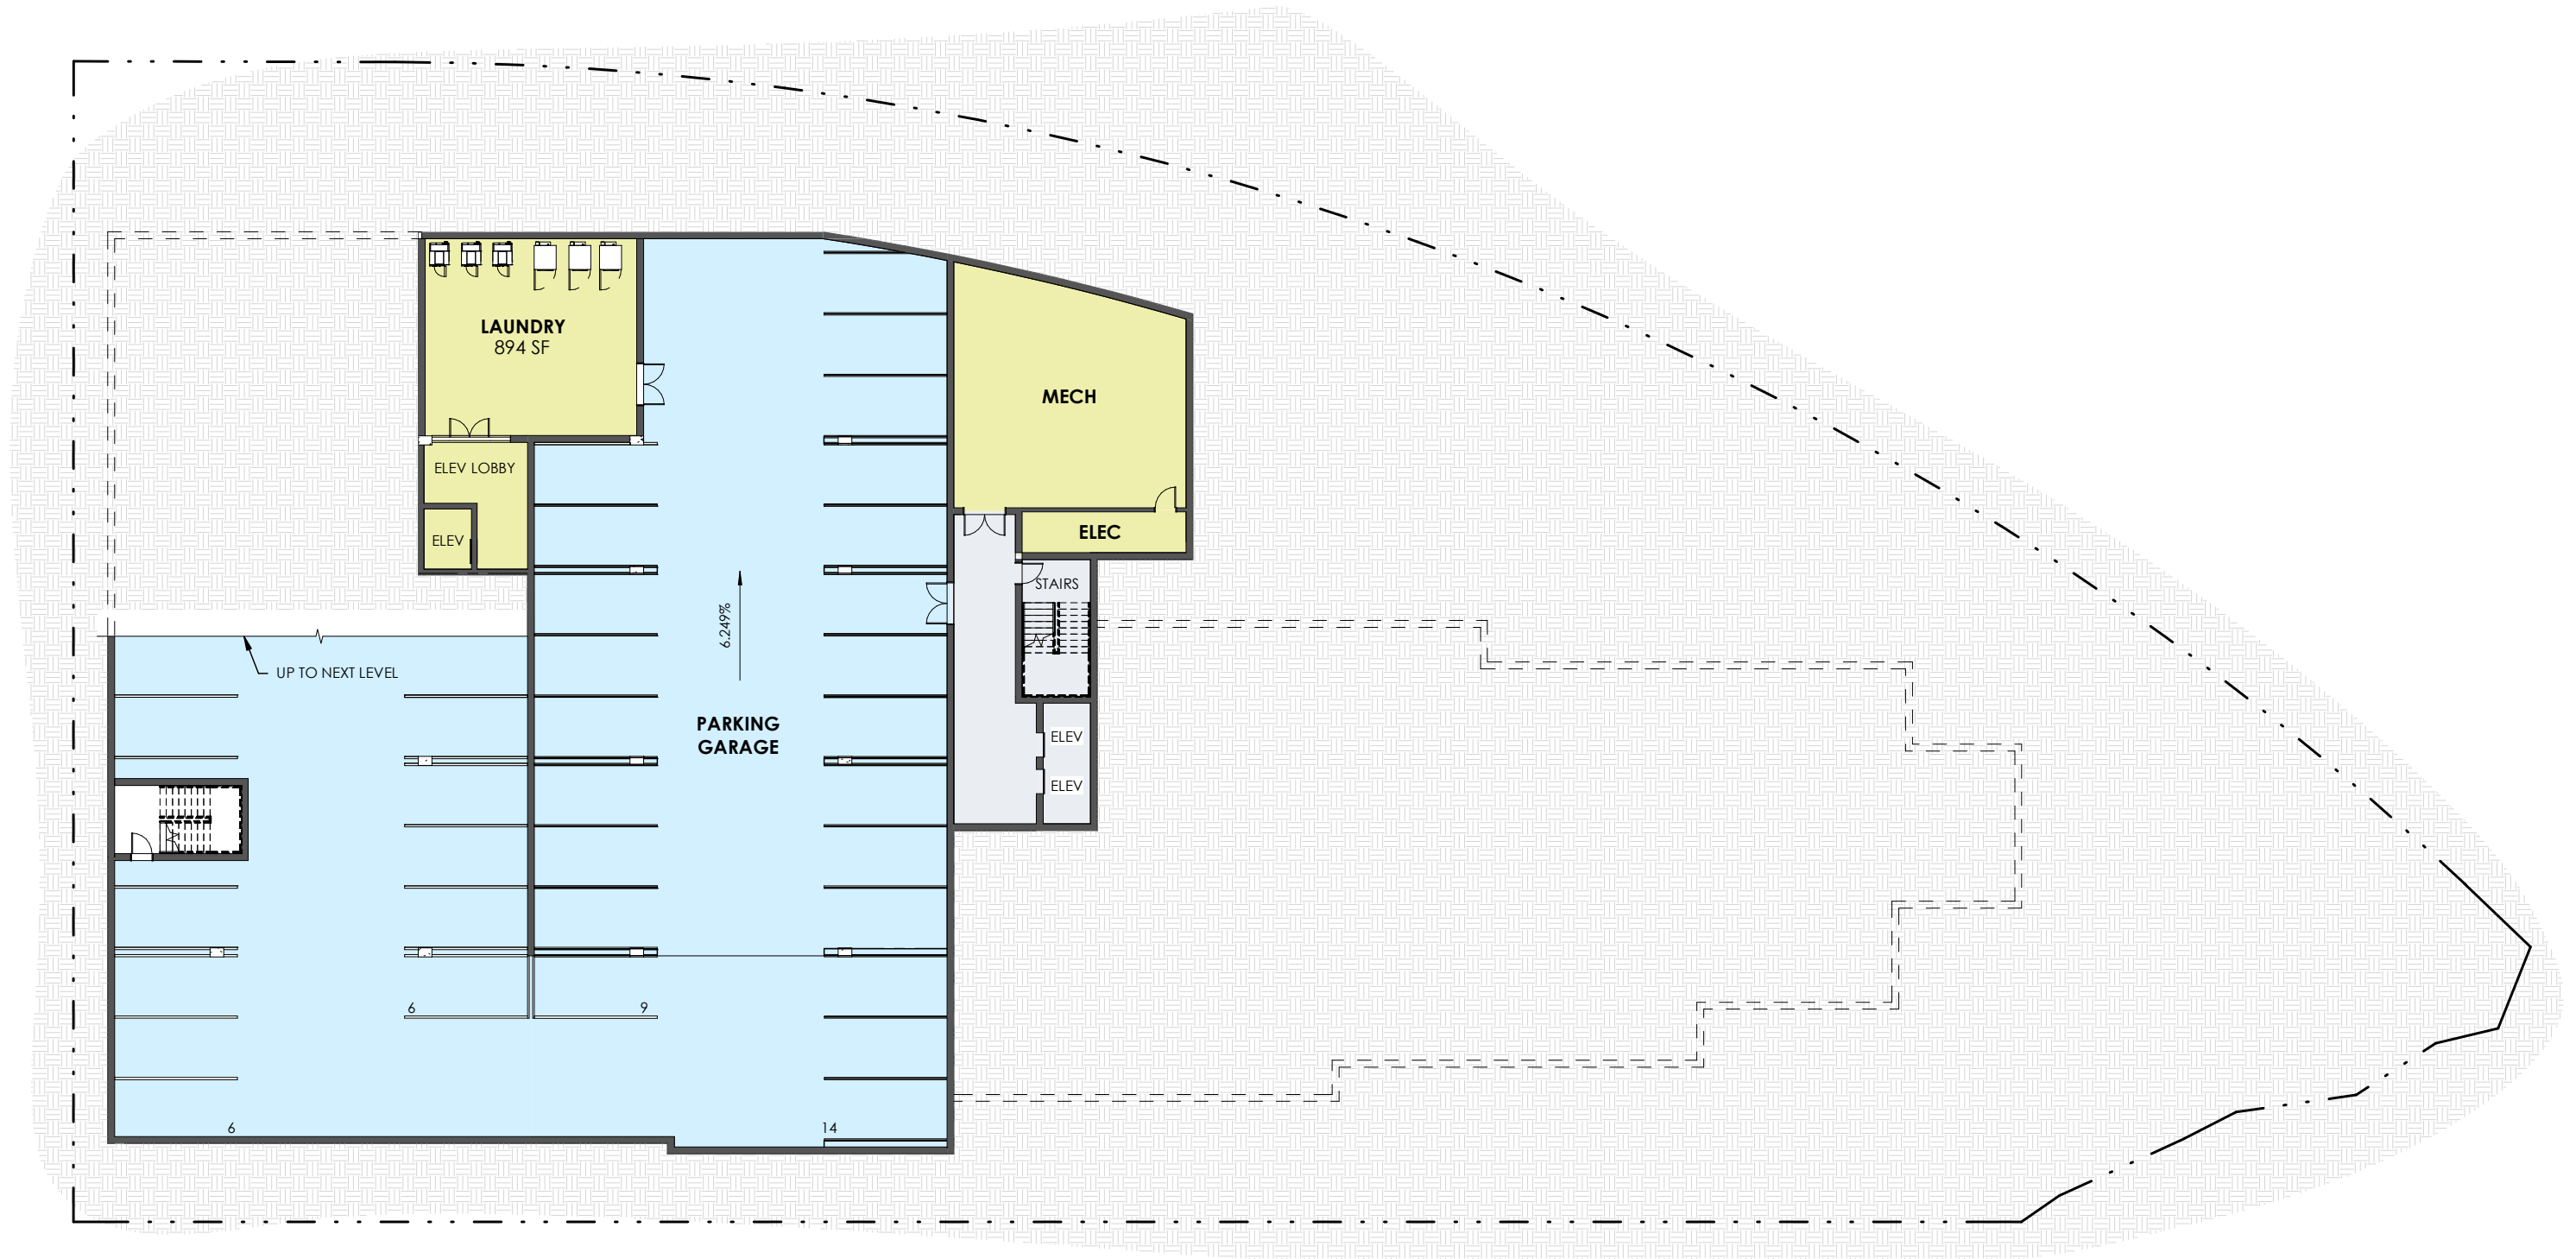 LAUNDRY
894 SF
MECH
ELEV LOBBY
ELEV
ELEC
STAIRS
6.249%
UP TO NEXT LEVEL
PARKING
GARAGE
ELEV
ELEV
6
9
6
14